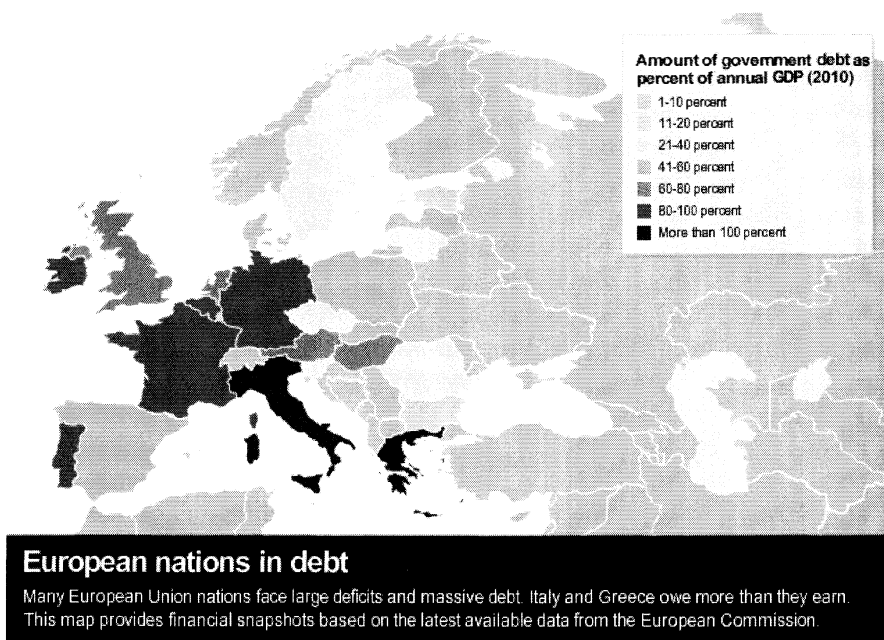 Amount of government debt as
percent of annual GDP (2010)
1-10 percent
11-20 percent
21-40 percent
41-60 percent
60-80 percent
80-100 percent
More than 100 percent
European nations in debt
Many European Union nations face large deficits and massive debt. Italy and Greece owe more than they earn.
This map provides financial snapshots based on the latest available data from the European Commission.